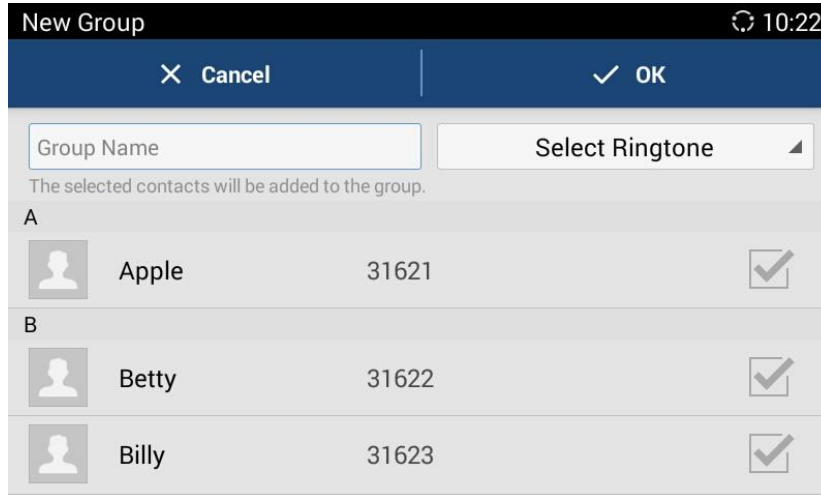 New Group 10:22
Cancel OK
Group Name Select Ringtone
The selected contacts will be added to the group.
A
Apple 31621
B
Betty 31622
Billy 31623